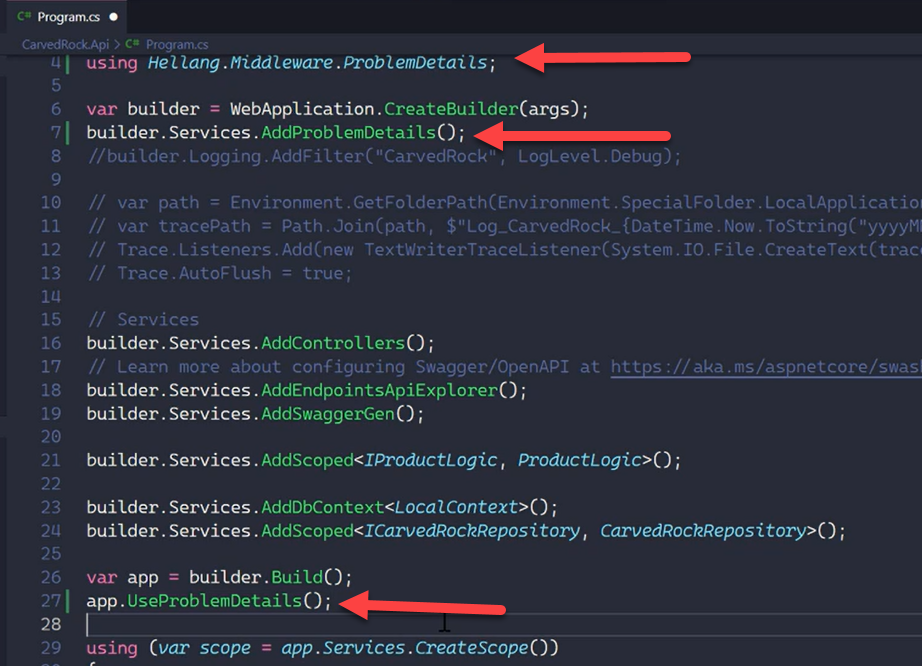 C# Program.cs ●
CarvedRock.Api > C# Program.cs
4 using Hellang.Middleware.ProblemDetails;
5
6 var builder = WebApplication.CreateBuilder(args);
7 builder.Services.AddProblemDetails();
8 //builder.Logging.AddFilter("CarvedRock", LogLevel.Debug);
9
10 // var path = Environment.GetFolderPath(Environment.SpecialFolder.LocalApplication
11 // var tracePath = Path.Join(path, $"Log_CarvedRock_{DateTime.Now.ToString("yyyyM
12 // Trace.Listeners.Add(new TextWriterTraceListener(System.IO.File.CreateText(trac
13 // Trace.AutoFlush = true;
14
15 // Services
16 builder.Services.AddControllers();
17 // Learn more about configuring Swagger/OpenAPI at https://aka.ms/aspnetcore/swas
18 builder.Services.AddEndpointsApiExplorer();
19 builder.Services.AddSwaggerGen();
20
21 builder.Services.AddScoped<IProductLogic, ProductLogic>();
22
23 builder.Services.AddDbContext<LocalContext>();
24 builder.Services.AddScoped<ICarvedRockRepository, CarvedRockRepository>();
25
26 var app = builder.Build();
27 app.UseProblemDetails();
28
29 using (var scope = app.Services.CreateScope())